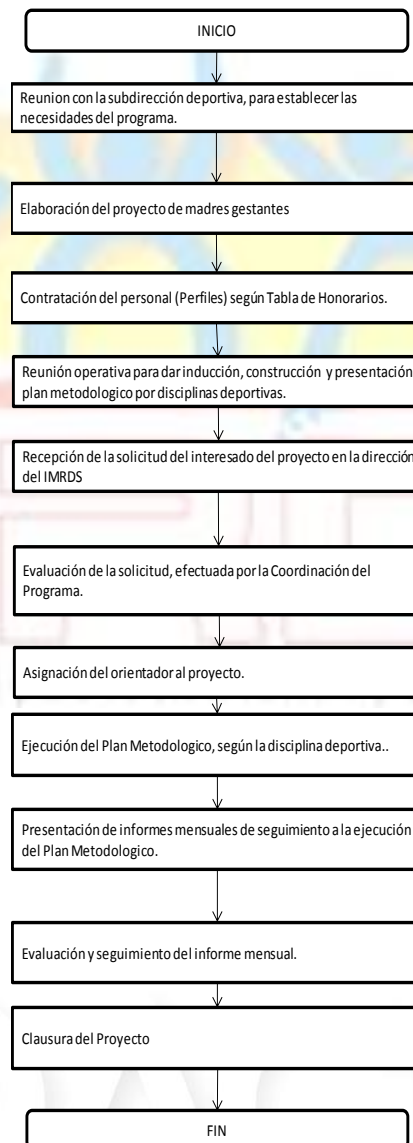 INICIO
Reunion con la subdirección deportiva, para establecer las
necesidades del programa.
Elaboración del proyecto de madres gestantes
Contratación del personal (Perfiles) según Tabla de Honorarios.
Reunión operativa para dar inducción, construcción y presentación
plan metodologico por disciplinas deportivas.
Recepción de la solicitud del interesado del proyecto en la dirección
del IMRDS
Evaluación de la solicitud, efectuada por la Coordinación del
Programa.
Asignación del orientador al proyecto.
Ejecución del Plan Metodologico, según la disciplina deportiva..
Presentación de informes mensuales de seguimiento a la ejecución
del Plan Metodologico.
Evaluación y seguimiento del informe mensual.
Clausura del Proyecto
FIN